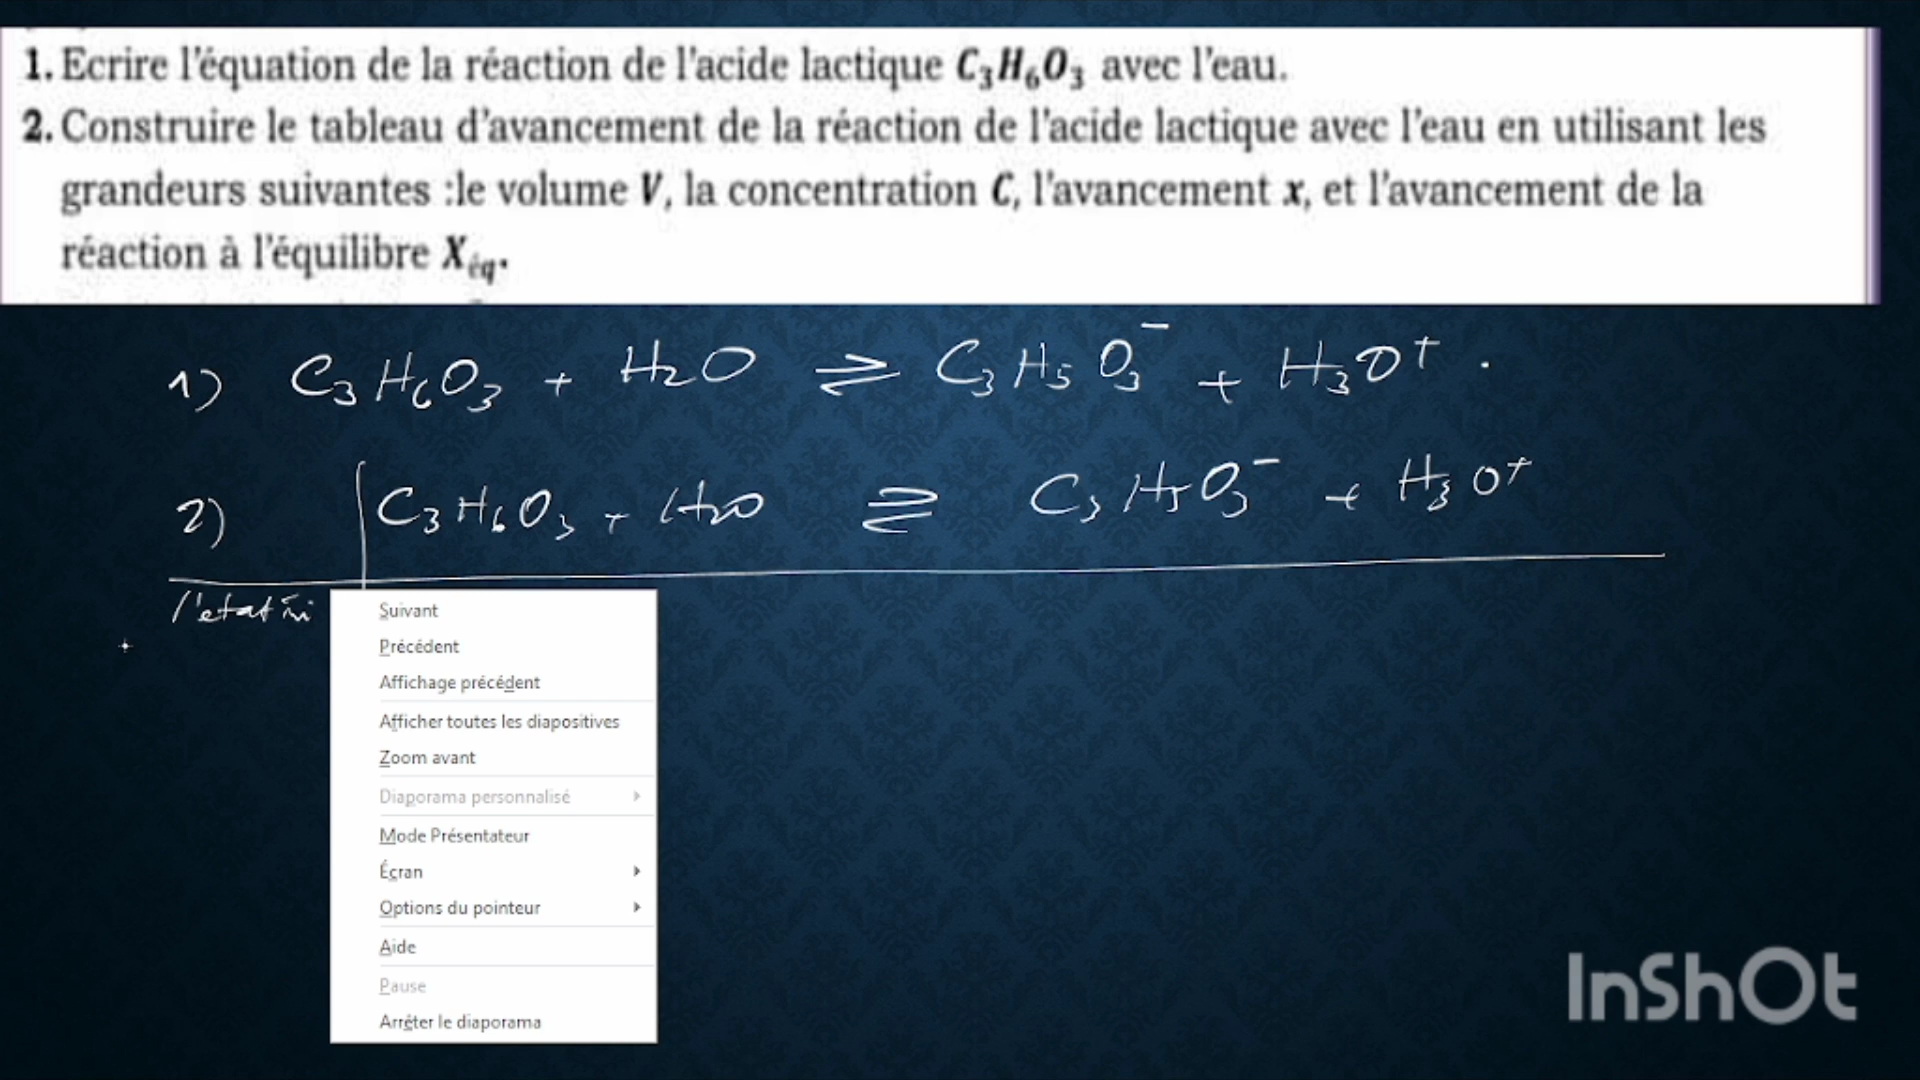 1. Ecrire l'équation de la réaction de l'acide lactique C₃H₆O₃ avec l'eau.
2. Construire le tableau d'avancement de la réaction de l'acide lactique avec l'eau en utilisant les
grandeurs suivantes :le volume V, la concentration C, l'avancement x, et l'avancement de la
réaction à l'équilibre Xéq.
1) C₃H₆O₃ + H₂O ⇌ C₃H₅O₃⁻ + H₃O⁺ .
2) C₃H₆O₃ + H₂O ⇌ C₃H₅O₃⁻ + H₃O⁺
l'etat ini
Suivant
Précédent
Affichage précédent
Afficher toutes les diapositives
Zoom avant
Diaporama personnalisé
Mode Présentateur
Écran
Options du pointeur
Aide
Pause
Arrêter le diaporama
InShOt